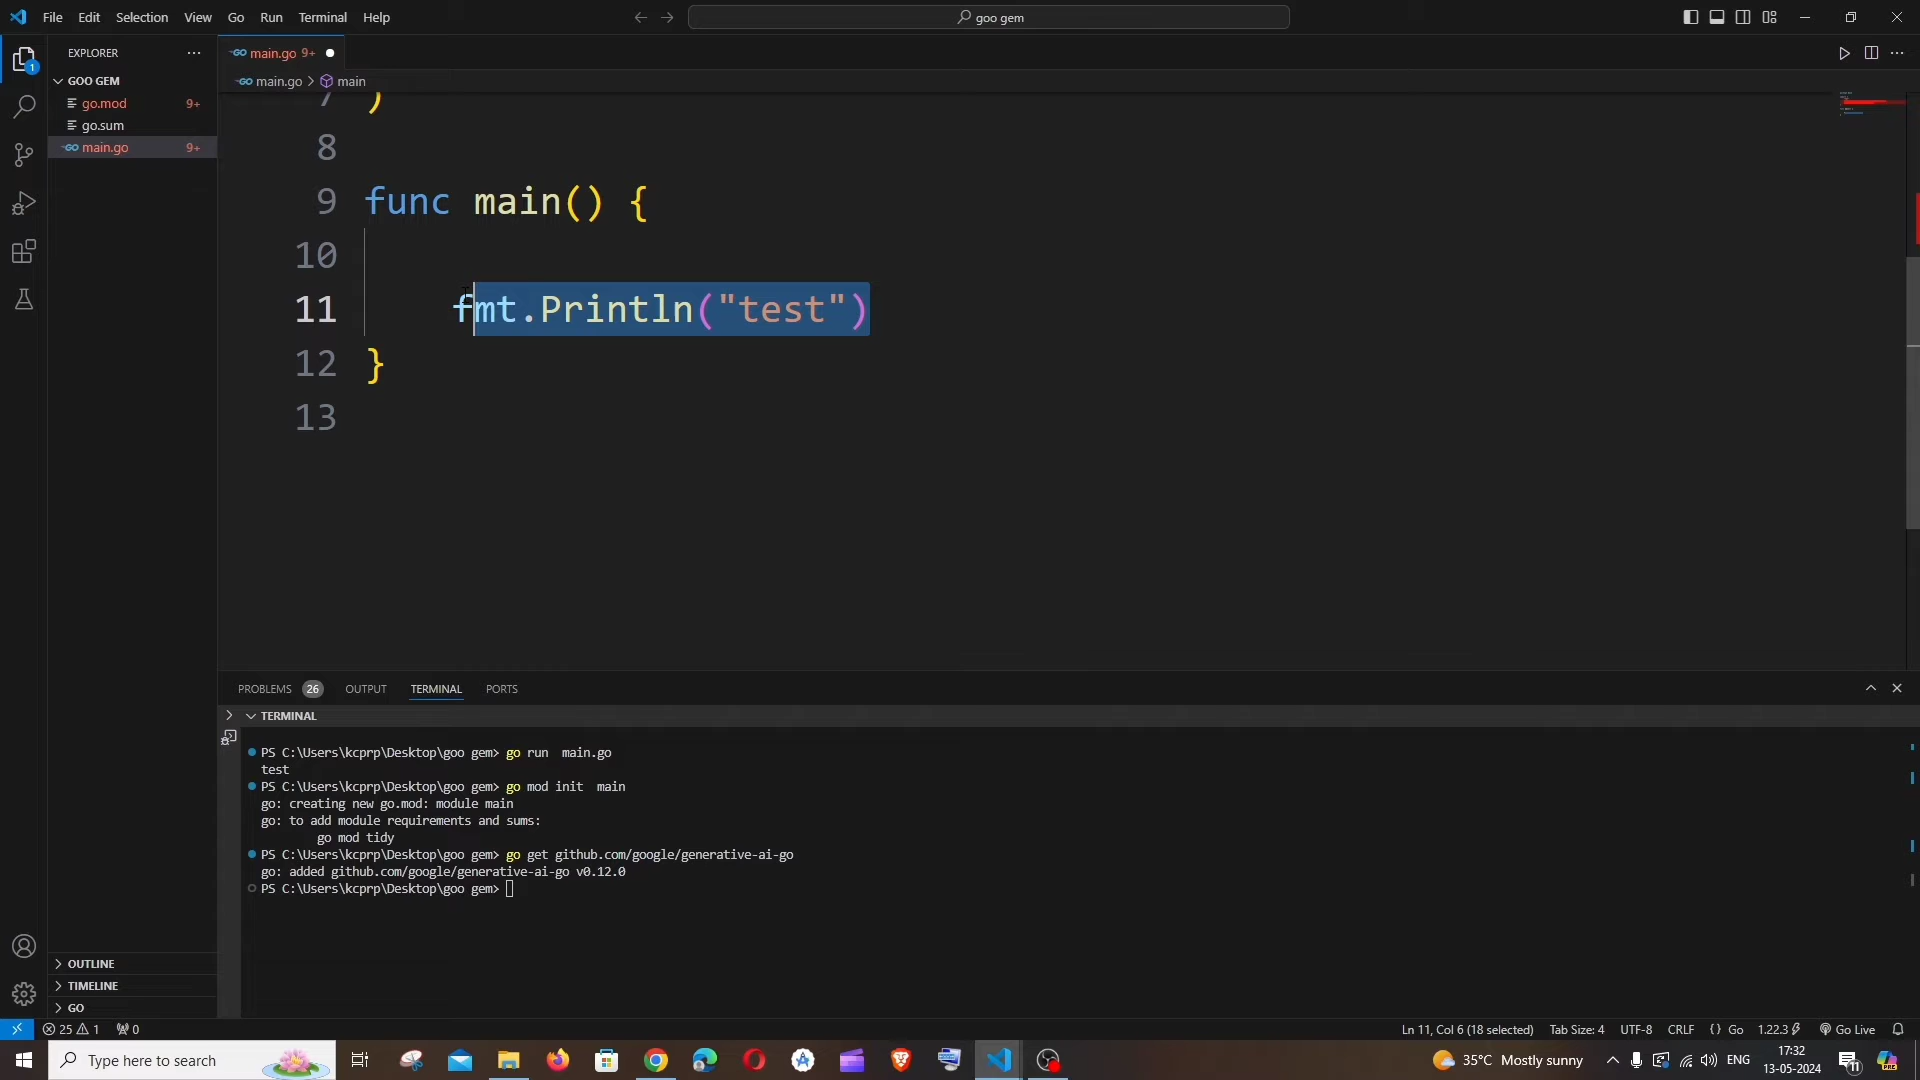 File Edit Selection View Go Run Terminal Help
goo gem
EXPLORER
main.go 9+
GOO GEM
main.go > main
go.mod 9+
go.sum
main.go 9+
7 )
8
9 func main() {
10
11 fmt.Println("test")
12 }
13
PROBLEMS 26 OUTPUT TERMINAL PORTS
TERMINAL
PS C:\Users\kcprp\Desktop\goo gem> go run  main.go
test
PS C:\Users\kcprp\Desktop\goo gem> go mod init  main
go: creating new go.mod: module main
go: to add module requirements and sums:
go mod tidy
PS C:\Users\kcprp\Desktop\goo gem> go get github.com/google/generative-ai-go
go: added github.com/google/generative-ai-go v0.12.0
PS C:\Users\kcprp\Desktop\goo gem>
OUTLINE
TIMELINE
GO
25 1 0 Ln 11, Col 6 (18 selected) Tab Size: 4 UTF-8 CRLF {} Go 1.22.3 Go Live
Type here to search 35°C Mostly sunny ENG 17:32
13-05-2024 11